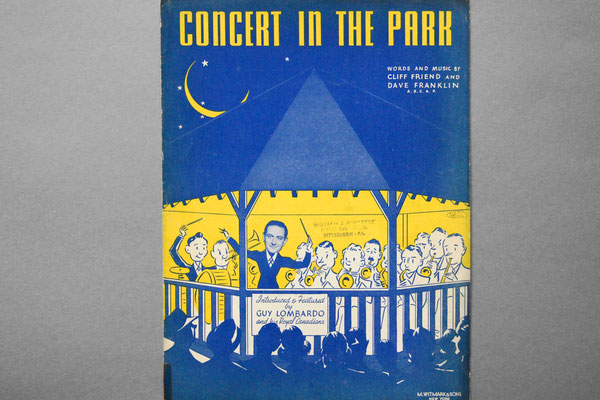 CONCERT IN THE PARK
WORDS AND MUSIC BY
CLIFF FRIEND AND
DAVE FRANKLIN
A.S.C.A.P.
Introduced & Featured
by
GUY LOMBARDO
and his Royal Canadians
M. WITMARK & SONS
NEW YORK